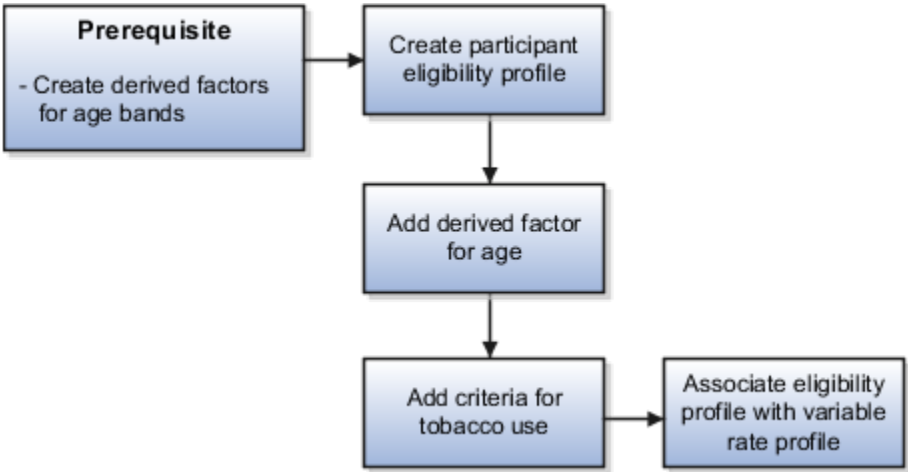 Prerequisite
- Create derived factors
for age bands
Create participant
eligibility profile
Add derived factor
for age
Add criteria for
tobacco use
Associate eligibility
profile with variable
rate profile